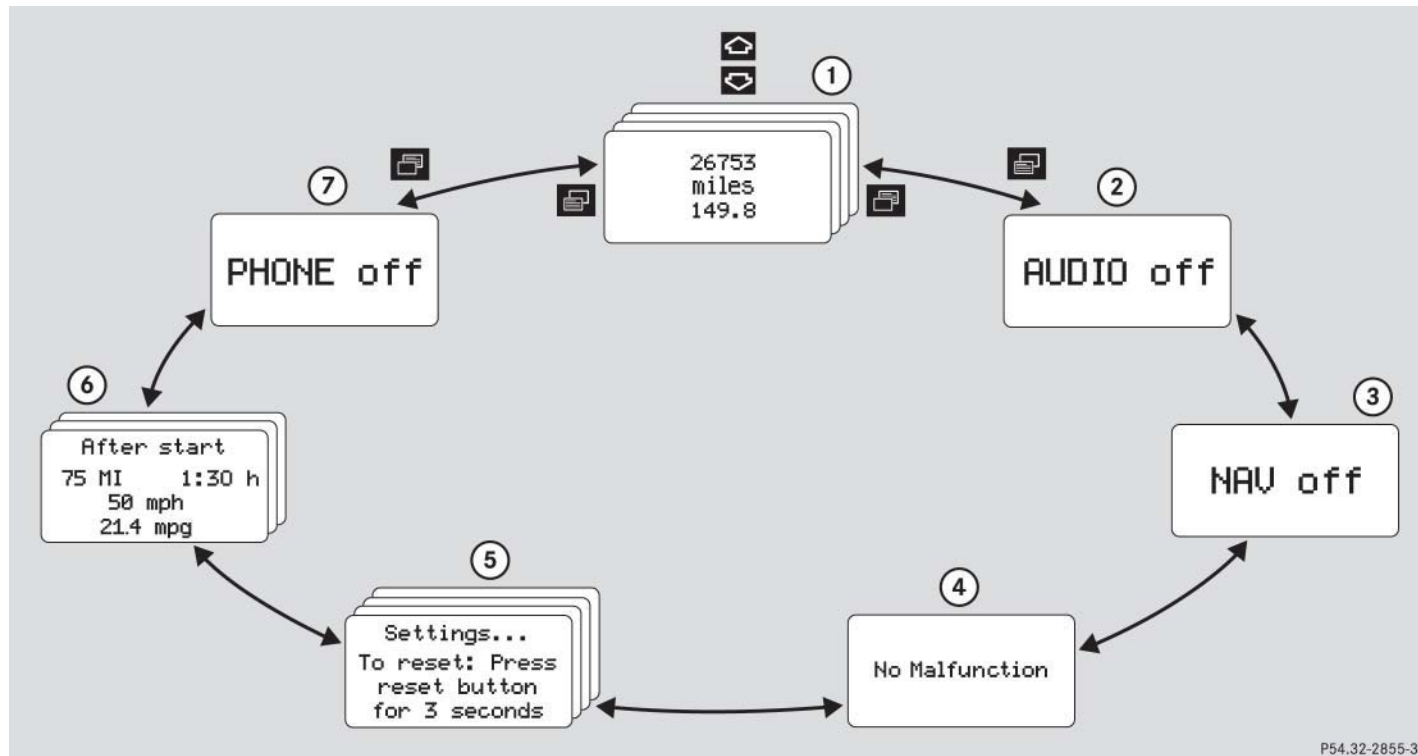 1
26753
miles
149.8
2
AUDIO off
3
NAV off
4
No Malfunction
5
Settings...
To reset: Press
reset button
for 3 seconds
6
After start
75 MI 1:30 h
50 mph
21.4 mpg
7
PHONE off
P54.32-2855-3